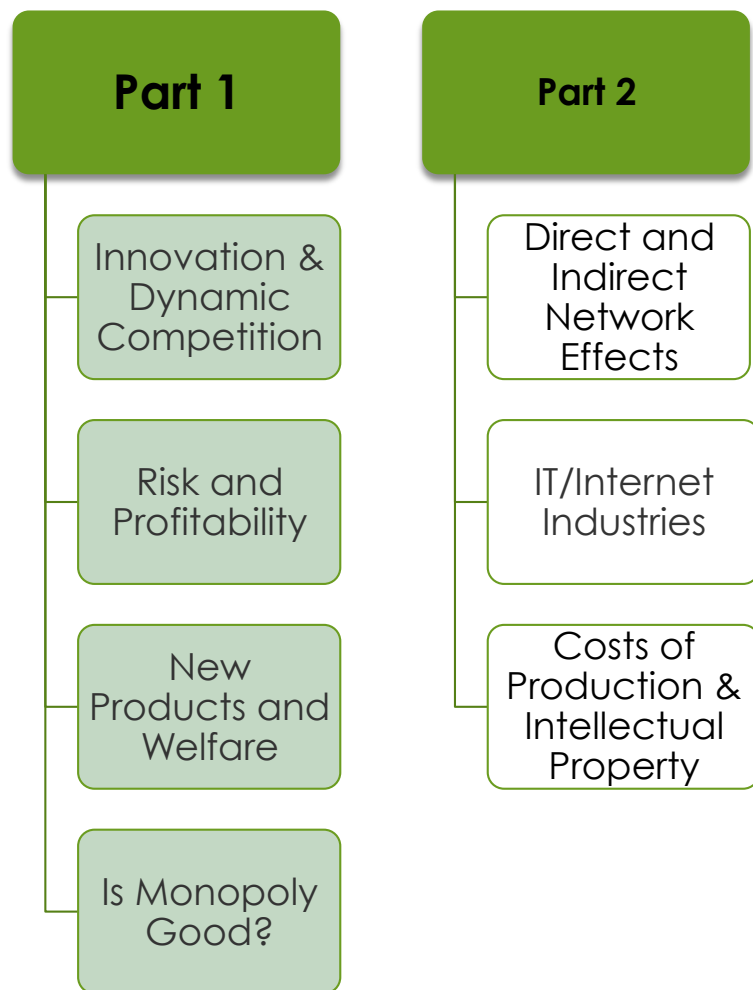 Part 1
Innovation &
Dynamic
Competition
Risk and
Profitability
New
Products and
Welfare
Is Monopoly
Good?
Part 2
Direct and
Indirect
Network
Effects
IT/Internet
Industries
Costs of
Production &
Intellectual
Property